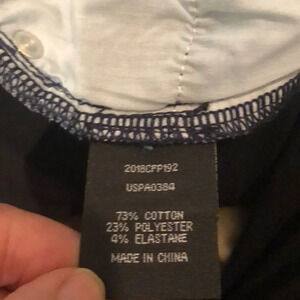 2018CFP192
USPA0384
73% COTTON
23% POLYESTER
4% ELASTANE
MADE IN CHINA